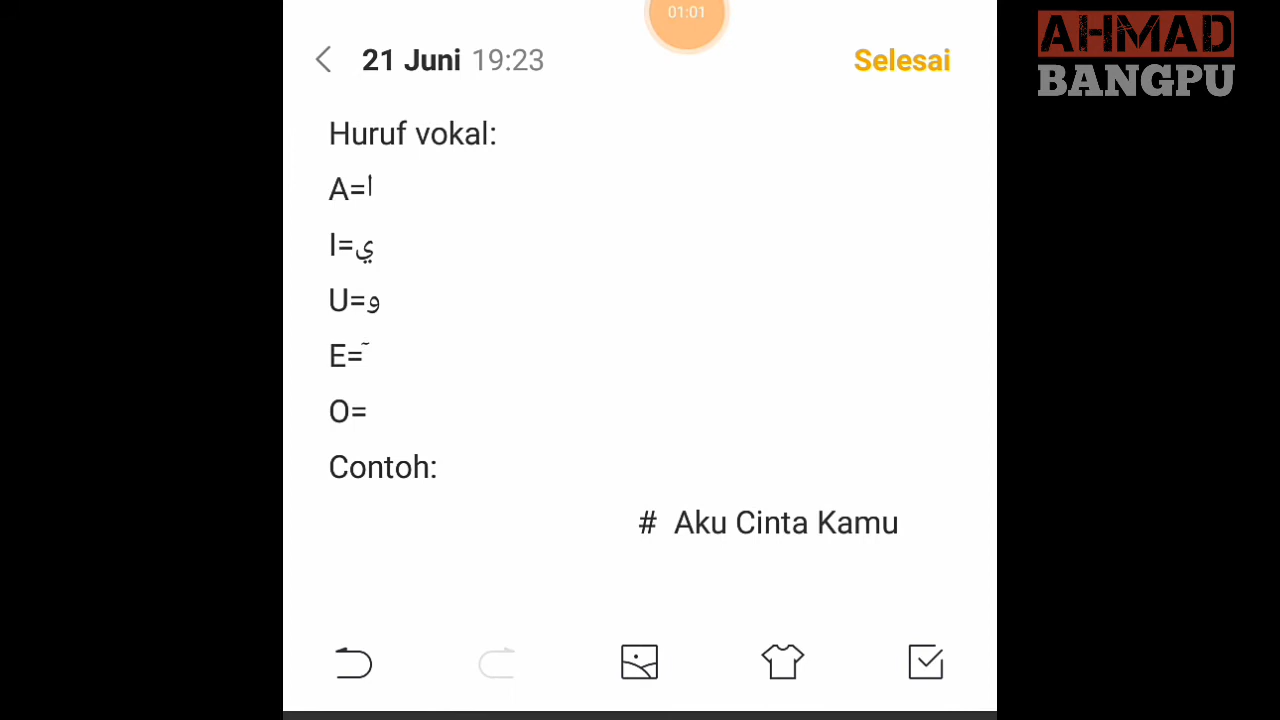 01:01
AHMAD
BANGPU
21 Juni 19:23
Selesai
Huruf vokal:
A=ا
I=ي
U=و
E=~
O=
Contoh:
# Aku Cinta Kamu